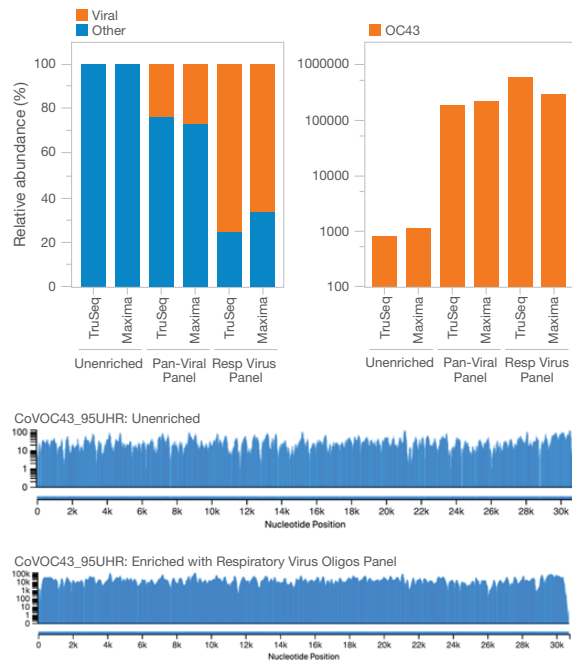 Viral
Other
Relative abundance (%)
100
80
60
40
20
0
TruSeq
Maxima
TruSeq
Maxima
TruSeq
Maxima
Unenriched
Pan-Viral
Panel
Resp Virus
Panel
OC43
1000000
100000
10000
1000
100
TruSeq
Maxima
TruSeq
Maxima
TruSeq
Maxima
Unenriched
Pan-Viral
Panel
Resp Virus
Panel
CoVOC43_95UHR: Unenriched
100
10
1
0
0 2k 4k 6k 8k 10k 12k 14k 16k 18k 20k 22k 24k 26k 28k 30k
Nucleotide Position
CoVOC43_95UHR: Enriched with Respiratory Virus Oligos Panel
100k
10k
1k
100
10
1
0
0 2k 4k 6k 8k 10k 12k 14k 16k 18k 20k 22k 24k 26k 28k 30k
Nucleotide Position